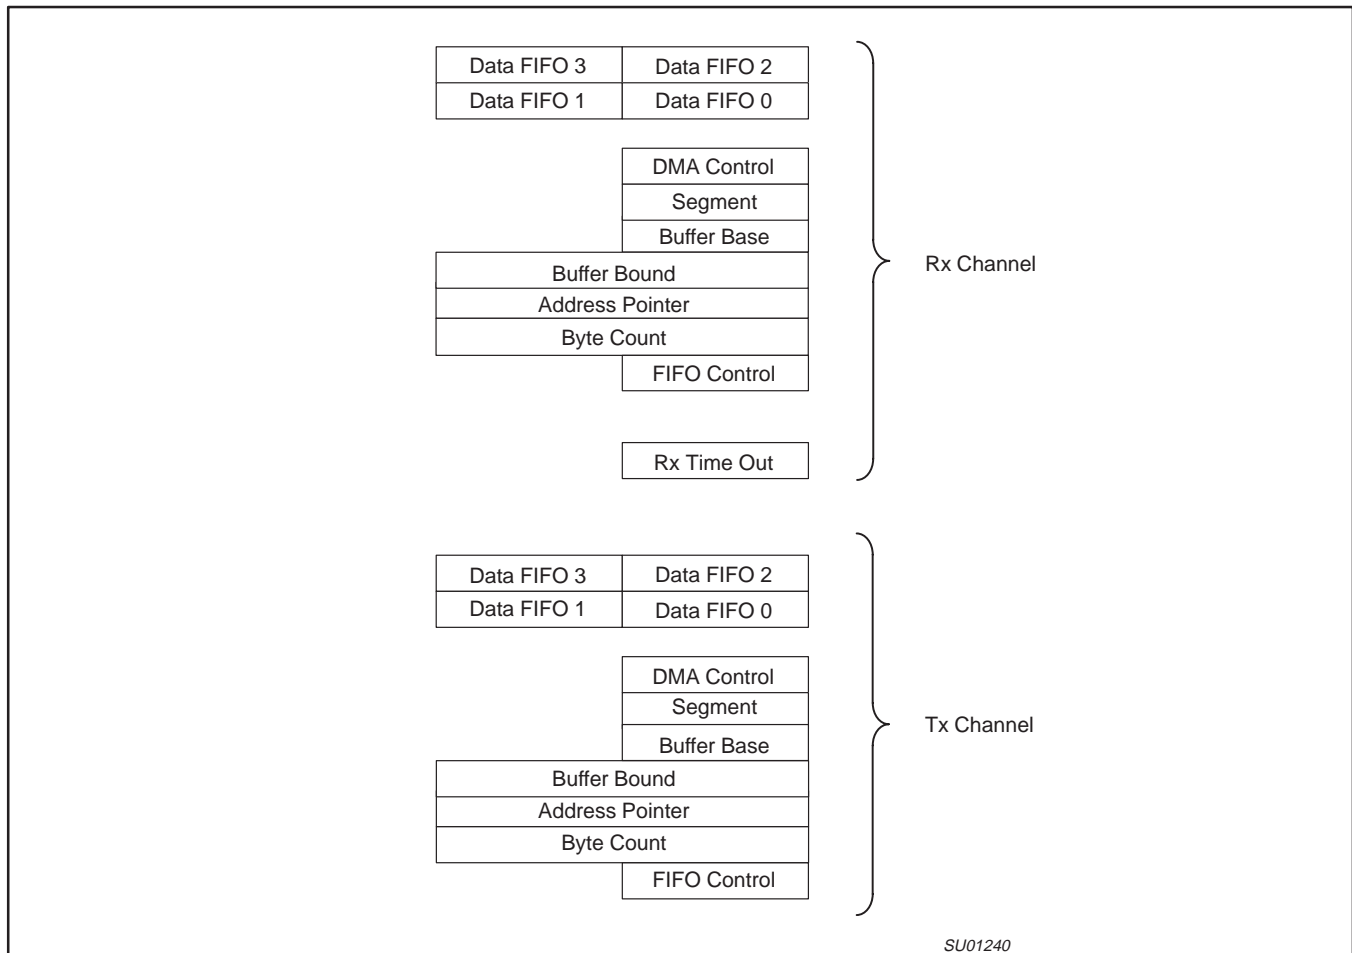 Data FIFO 3 Data FIFO 2
Data FIFO 1 Data FIFO 0
DMA Control
Segment
Buffer Base
Buffer Bound
Address Pointer
Byte Count
FIFO Control
Rx Time Out
Rx Channel
Data FIFO 3 Data FIFO 2
Data FIFO 1 Data FIFO 0
DMA Control
Segment
Buffer Base
Buffer Bound
Address Pointer
Byte Count
FIFO Control
Tx Channel
SU01240